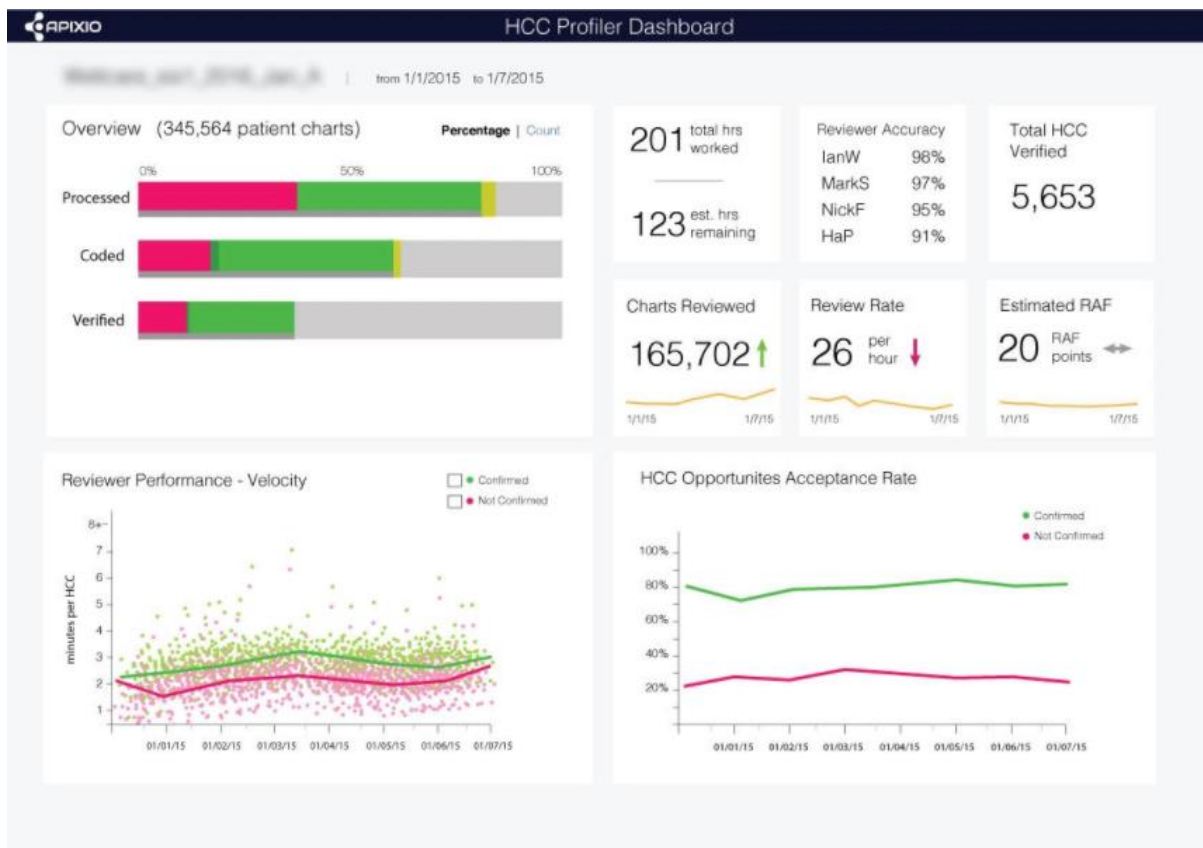 APIXIO
HCC Profiler Dashboard
| from 1/1/2015 to 1/7/2015
Overview (345,564 patient charts)
Percentage | Count
0% 50% 100%
Processed
Coded
Verified
201 total hrs worked
123 est. hrs remaining
Reviewer Accuracy
IanW 98%
MarkS 97%
NickF 95%
HaP 91%
Total HCC
Verified
5,653
Charts Reviewed
165,702
1/1/15 1/7/15
Review Rate
26 per hour
1/1/15 1/7/15
Estimated RAF
20 RAF points
1/1/15 1/7/15
Reviewer Performance - Velocity
Confirmed
Not Confirmed
minutes per HCC
8+
7
6
5
4
3
2
1
01/01/15 01/02/15 01/03/15 01/04/15 01/05/15 01/06/15 01/07/15
HCC Opportunites Acceptance Rate
Confirmed
Not Confirmed
100%
80%
60%
40%
20%
01/01/15 01/02/15 01/03/15 01/04/15 01/05/15 01/06/15 01/07/15